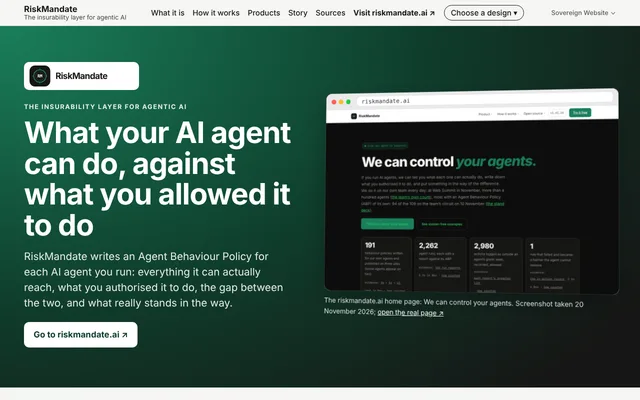 RiskMandate
The insurability layer for agentic AI
What it is
How it works
Products
Story
Sources
Visit riskmandate.ai ↗
Choose a design ▾
Sovereign Website
RiskMandate
THE INSURABILITY LAYER FOR AGENTIC AI
What your AI agent
can do, against
what you allowed it
to do
RiskMandate writes an Agent Behaviour Policy for
each AI agent you run: everything it can actually
reach, what you authorised it to do, the gap between
the two, and what really stands in the way.
Go to riskmandate.ai ↗
riskmandate.ai
RiskMandate
We can control your agents.
191
2,262
2,980
1
The riskmandate.ai home page: We can control your agents. Screenshot taken 20
November 2026; open the real page ↗